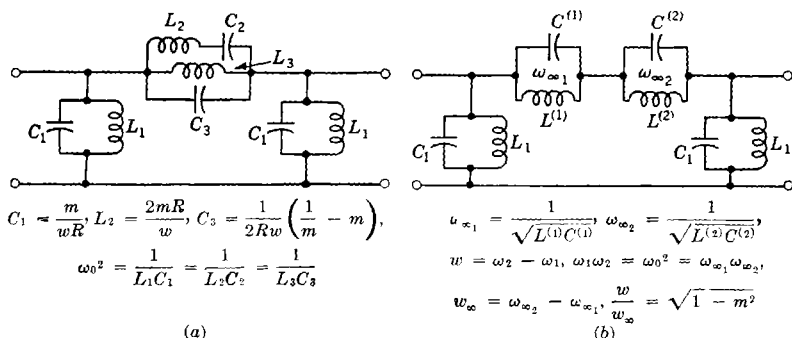 L₂ C₂ C⁽¹⁾ C⁽²⁾
L₃ ω∞₁ ω∞₂
C₃ L⁽¹⁾ L⁽²⁾
C₁ L₁ C₁ L₁ C₁ L₁ C₁ L₁
C₁ = m/(wR), L₂ = 2mR/w, C₃ = 1/(2Rw) (1/m − m),
ω₀² = 1/(L₁C₁) = 1/(L₂C₂) = 1/(L₃C₃)
(a)
ω∞₁ = 1/√(L⁽¹⁾C⁽¹⁾), ω∞₂ = 1/√(L⁽²⁾C⁽²⁾),
w = ω₂ − ω₁, ω₁ω₂ = ω₀² = ω∞₁ω∞₂,
w∞ = ω∞₂ − ω∞₁, w/w∞ = √(1 − m²)
(b)